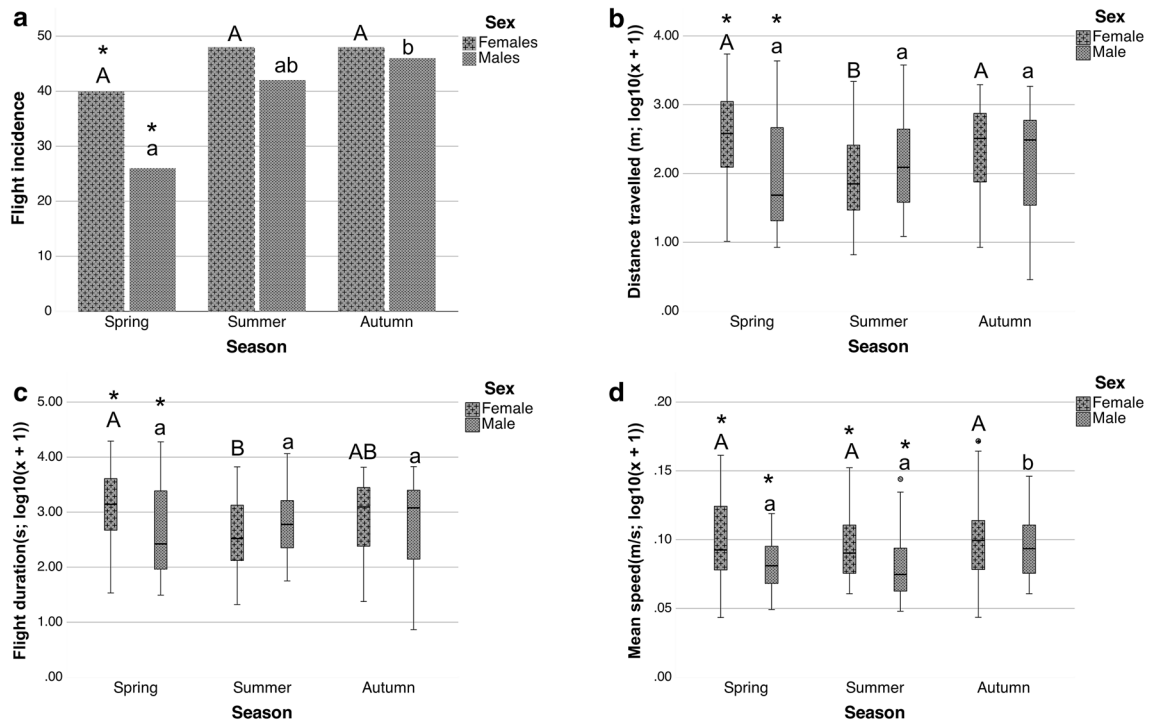 a
Sex
Females
Males
Flight incidence
50
40
30
20
10
0
* * 
A a A ab A b
Spring Summer Autumn
Season
b
Sex
Female
Male
Distance travelled (m; log10(x + 1))
4.00
3.00
2.00
1.00
.00
* *
A a B a A a
Spring Summer Autumn
Season
c
Sex
Female
Male
Flight duration(s; log10(x + 1))
5.00
4.00
3.00
2.00
1.00
.00
* *
A a B a AB a
Spring Summer Autumn
Season
d
Sex
Female
Male
Mean speed(m/s; log10(x + 1))
.20
.15
.10
.05
.00
* * * *
A a A a A b
Spring Summer Autumn
Season